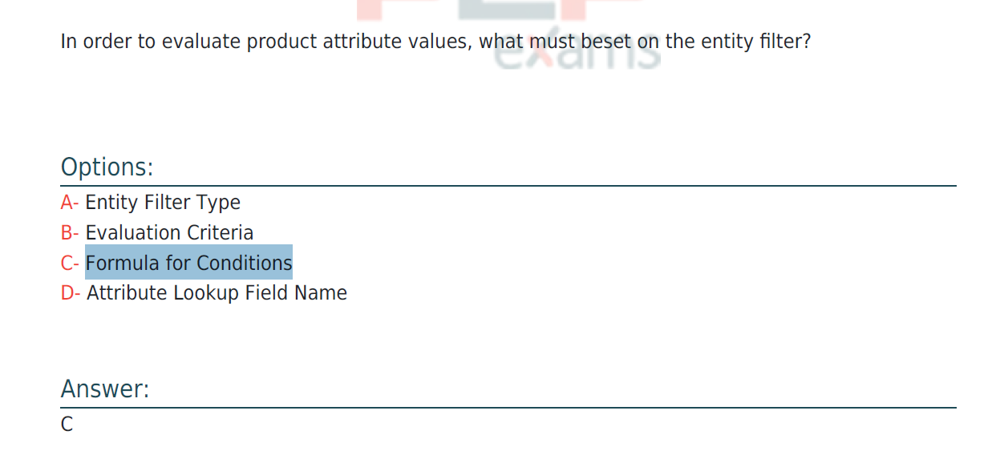 In order to evaluate product attribute values, what must beset on the entity filter?
exams
Options:
A- Entity Filter Type
B- Evaluation Criteria
C- Formula for Conditions
D- Attribute Lookup Field Name
Answer:
C